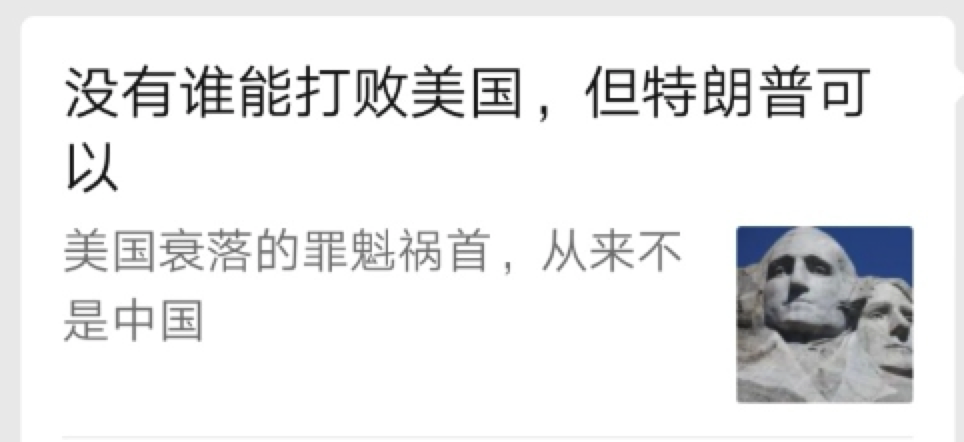 没有谁能打败美国，但特朗普可
以
美国衰落的罪魁祸首，从来不
是中国